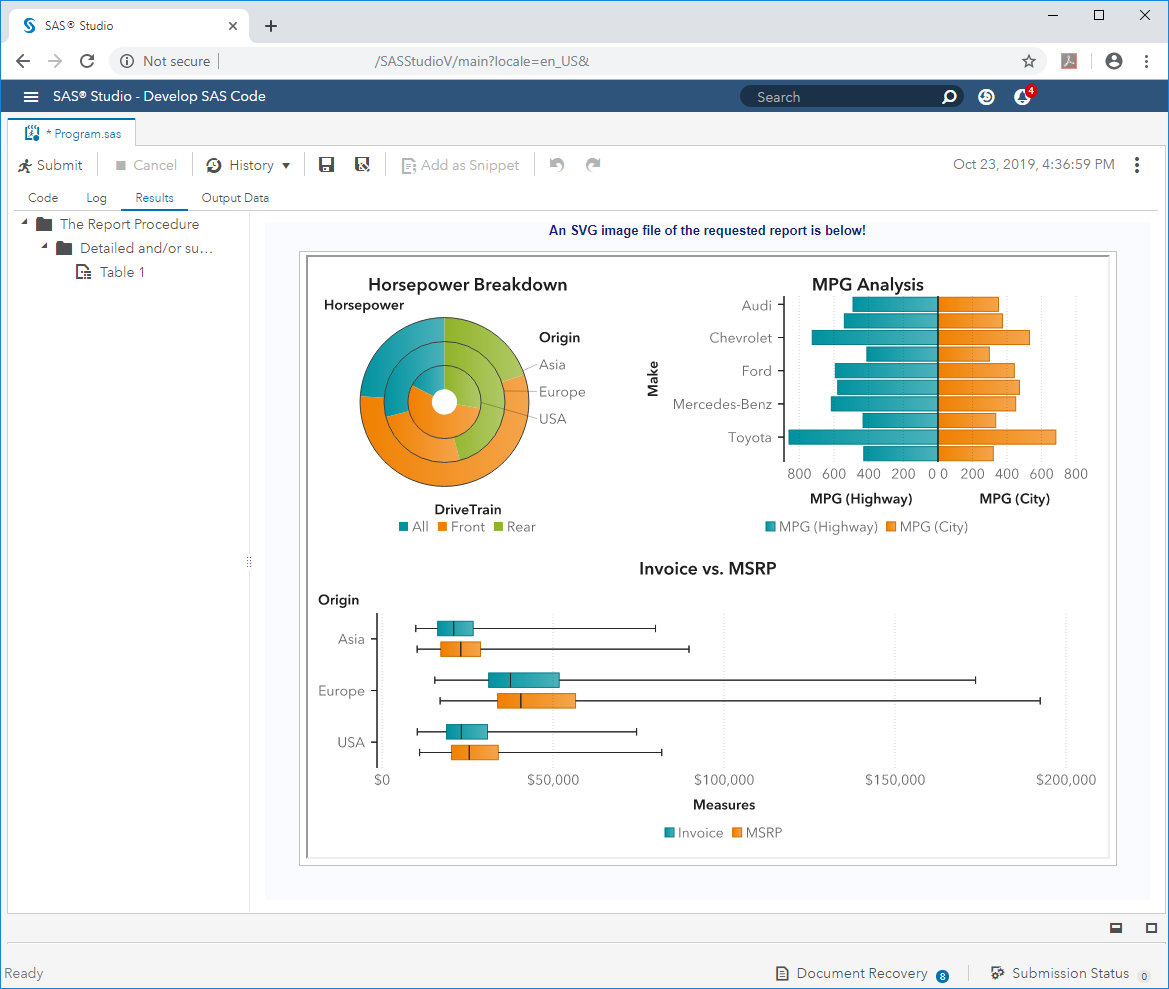 SAS® Studio
Not secure
/SASStudioV/main?locale=en_US&
SAS® Studio - Develop SAS Code
Search
4
* Program.sas
Submit Cancel History Add as Snippet Oct 23, 2019, 4:36:59 PM
Code Log Results Output Data
The Report Procedure
Detailed and/or su...
Table 1
An SVG image file of the requested report is below!
Horsepower Breakdown
Horsepower
Origin
Asia
Europe
USA
DriveTrain
All Front Rear
MPG Analysis
Make
Audi
Chevrolet
Ford
Mercedes-Benz
Toyota
800 600 400 200 0 0 200 400 600 800
MPG (Highway) MPG (City)
MPG (Highway) MPG (City)
Invoice vs. MSRP
Origin
Asia
Europe
USA
$0 $50,000 $100,000 $150,000 $200,000
Measures
Invoice MSRP
Ready Document Recovery 8 Submission Status 0